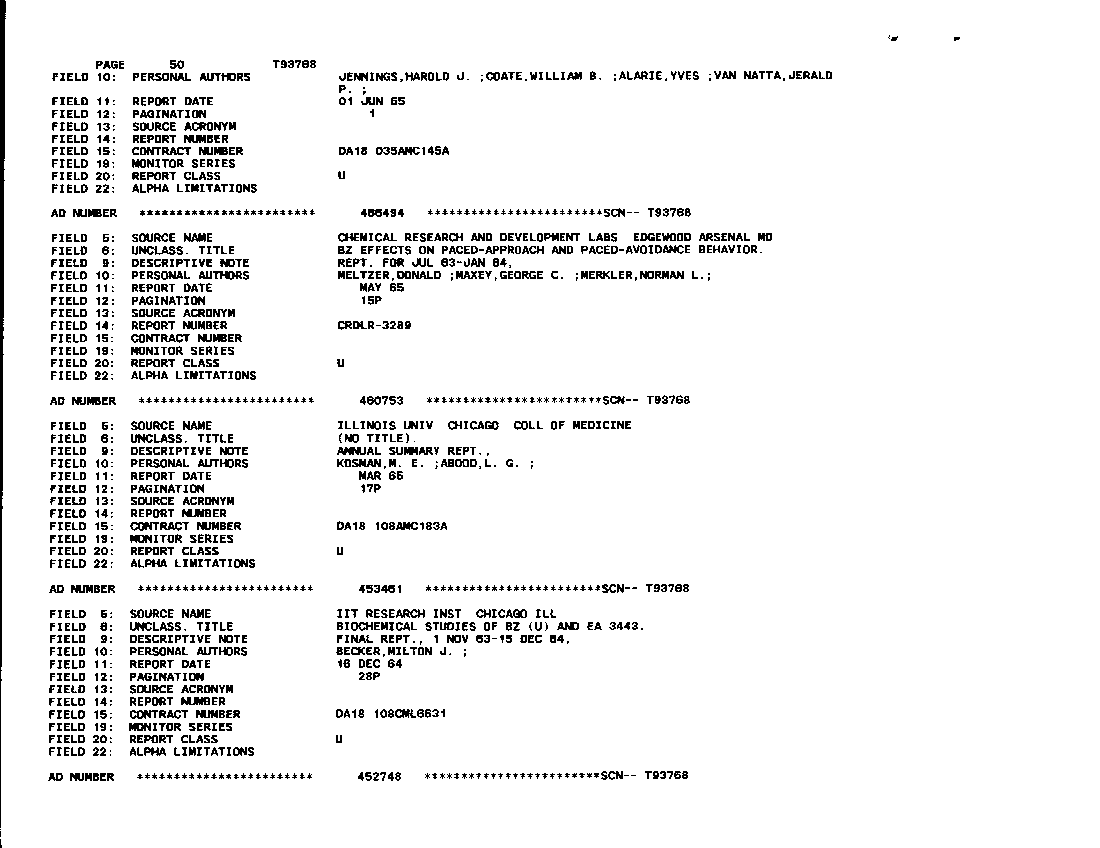 PAGE 50 T93768
FIELD 10: PERSONAL AUTHORS JENNINGS,HAROLD J. ;COATE,WILLIAM B. ;ALARIE,YVES ;VAN NATTA,JERALD
P. ;
FIELD 11: REPORT DATE 01 JUN 65
FIELD 12: PAGINATION 1
FIELD 13: SOURCE ACRONYM
FIELD 14: REPORT NUMBER
FIELD 15: CONTRACT NUMBER DA18 035AMC145A
FIELD 19: MONITOR SERIES
FIELD 20: REPORT CLASS U
FIELD 22: ALPHA LIMITATIONS
AD NUMBER ************************ 466494 ************************SCN-- T93768
FIELD 5: SOURCE NAME CHEMICAL RESEARCH AND DEVELOPMENT LABS EDGEWOOD ARSENAL MD
FIELD 6: UNCLASS. TITLE BZ EFFECTS ON PACED-APPROACH AND PACED-AVOIDANCE BEHAVIOR.
FIELD 9: DESCRIPTIVE NOTE REPT. FOR JUL 63-JAN 64,
FIELD 10: PERSONAL AUTHORS MELTZER,DONALD ;MAXEY,GEORGE C. ;MERKLER,NORMAN L.;
FIELD 11: REPORT DATE MAY 65
FIELD 12: PAGINATION 15P
FIELD 13: SOURCE ACRONYM
FIELD 14: REPORT NUMBER CRDLR-3289
FIELD 15: CONTRACT NUMBER
FIELD 19: MONITOR SERIES
FIELD 20: REPORT CLASS U
FIELD 22: ALPHA LIMITATIONS
AD NUMBER ************************ 460753 ************************SCN-- T93768
FIELD 5: SOURCE NAME ILLINOIS UNIV CHICAGO COLL OF MEDICINE
FIELD 6: UNCLASS. TITLE (NO TITLE).
FIELD 9: DESCRIPTIVE NOTE ANNUAL SUMMARY REPT.,
FIELD 10: PERSONAL AUTHORS KOSMAN,M. E. ;ABOOD,L. G. ;
FIELD 11: REPORT DATE MAR 65
FIELD 12: PAGINATION 17P
FIELD 13: SOURCE ACRONYM
FIELD 14: REPORT NUMBER
FIELD 15: CONTRACT NUMBER DA18 108AMC183A
FIELD 19: MONITOR SERIES
FIELD 20: REPORT CLASS U
FIELD 22: ALPHA LIMITATIONS
AD NUMBER ************************ 453461 ************************SCN-- T93768
FIELD 5: SOURCE NAME IIT RESEARCH INST CHICAGO ILL
FIELD 6: UNCLASS. TITLE BIOCHEMICAL STUDIES OF BZ (U) AND EA 3443.
FIELD 9: DESCRIPTIVE NOTE FINAL REPT., 1 NOV 63-15 DEC 64,
FIELD 10: PERSONAL AUTHORS BECKER,MILTON J. ;
FIELD 11: REPORT DATE 16 DEC 64
FIELD 12: PAGINATION 28P
FIELD 13: SOURCE ACRONYM
FIELD 14: REPORT NUMBER
FIELD 15: CONTRACT NUMBER DA18 108CML6631
FIELD 19: MONITOR SERIES
FIELD 20: REPORT CLASS U
FIELD 22: ALPHA LIMITATIONS
AD NUMBER ************************ 452748 ************************SCN-- T93768